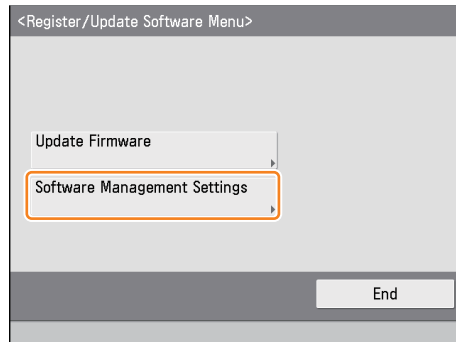 <Register/Update Software Menu>
Update Firmware
Software Management Settings
End